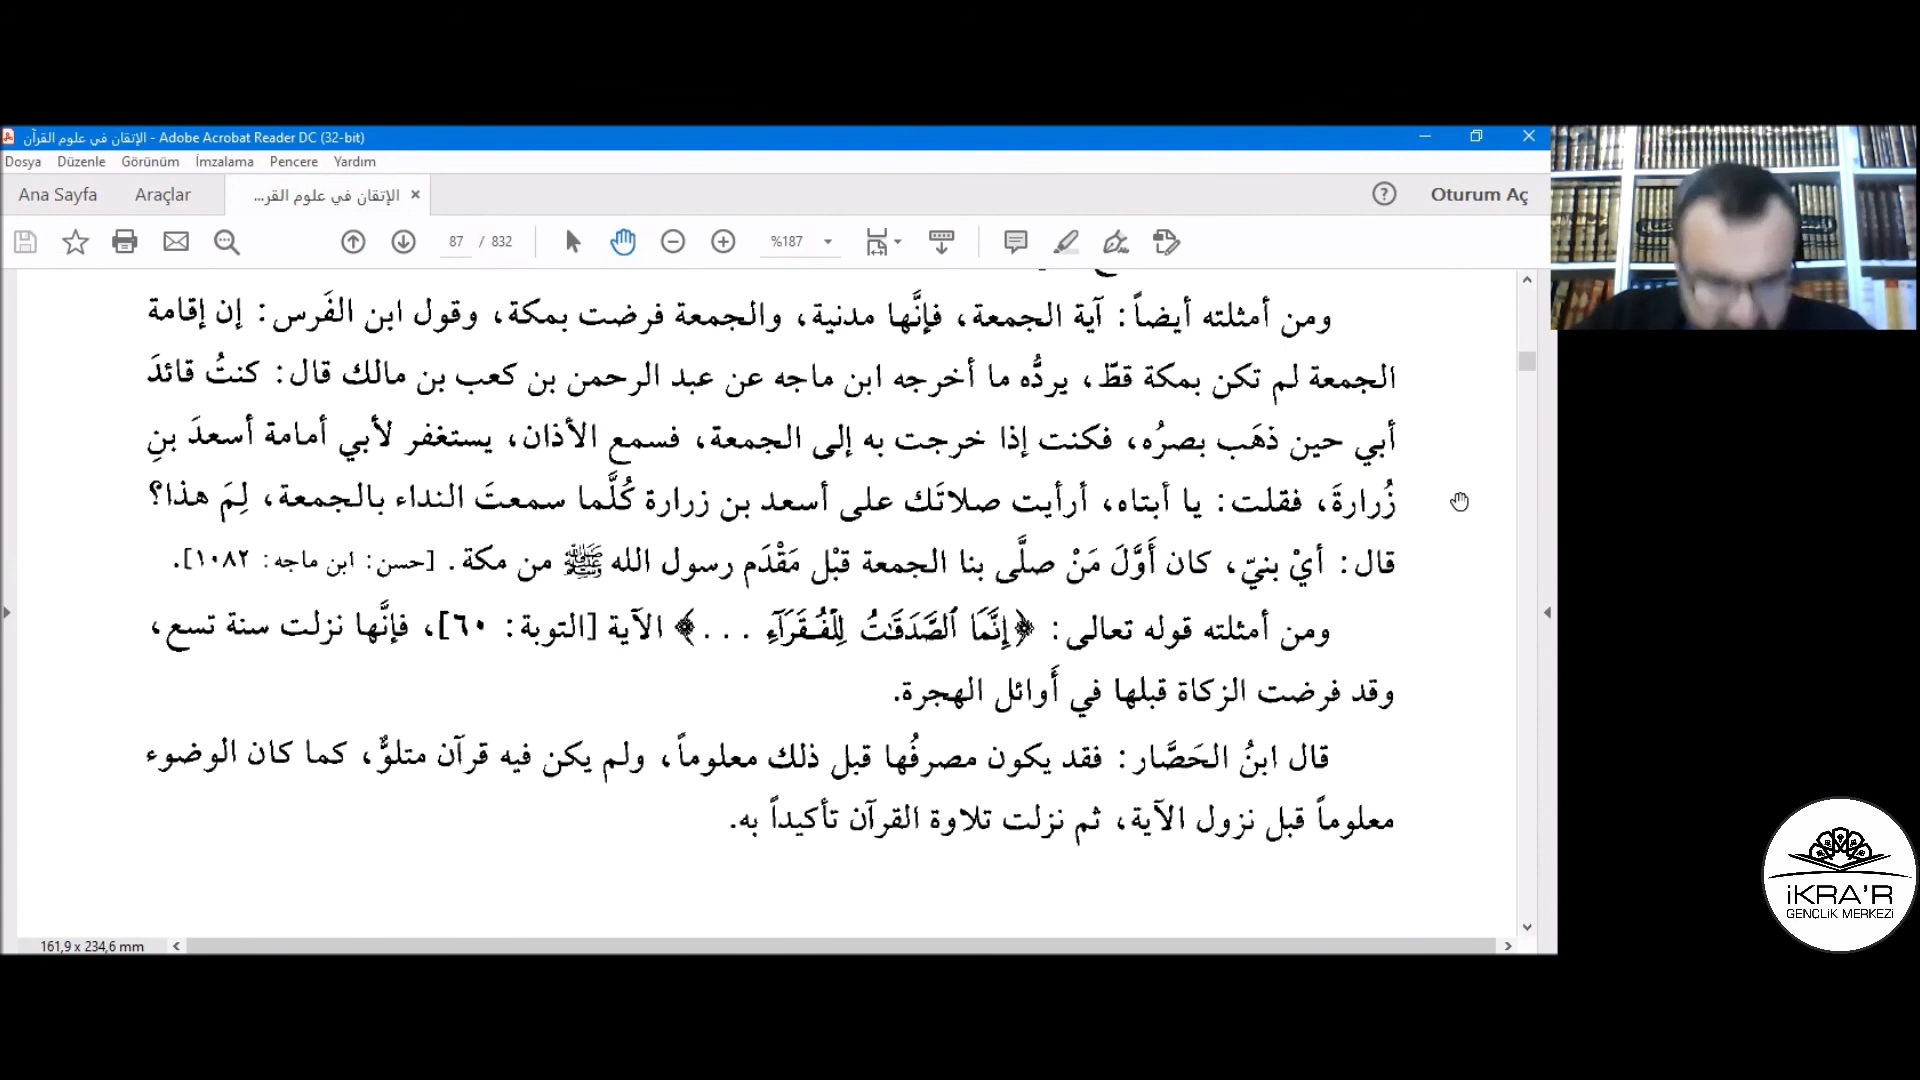 الإتقان في علوم القرآن - Adobe Acrobat Reader DC (32-bit)
Dosya Düzenle Görünüm İmzalama Pencere Yardım
Ana Sayfa Araçlar الإتقان في علوم القر... × Oturum Aç
87 / 832 %187
ومن أمثلته أيضاً: آية الجمعة، فإنَّها مدنية، والجمعة فرضت بمكة، وقول ابن الفَرس: إن إقامة
الجمعة لم تكن بمكة قطّ، يردُّه ما أخرجه ابن ماجه عن عبد الرحمن بن كعب بن مالك قال: كنتُ قائدَ
أبي حين ذهَب بصرُه، فكنت إذا خرجت به إلى الجمعة، فسمع الأذان، يستغفر لأبي أمامة أسعدَ بنِ
زُرارةَ، فقلت: يا أبتاه، أرأيت صلاتَك على أسعد بن زرارة كُلَّما سمعتَ النداء بالجمعة، لِمَ هذا؟
قال: أيْ بنيّ، كان أَوَّلَ مَنْ صلَّى بنا الجمعة قبْل مَقْدَم رسول الله ﷺ من مكة. [حسن: ابن ماجه: ١٠٨٢].
ومن أمثلته قوله تعالى: ﴿إِنَّمَا ٱلصَّدَقَٰتُ لِلْفُقَرَآءِ ...﴾ الآية [التوبة: ٦٠]، فإنَّها نزلت سنة تسع،
وقد فرضت الزكاة قبلها في أَوائل الهجرة.
قال ابنُ الحَصَّار: فقد يكون مصرفُها قبل ذلك معلوماً، ولم يكن فيه قرآن متلوٌّ، كما كان الوضوء
معلوماً قبل نزول الآية، ثم نزلت تلاوة القرآن تأكيداً به.
161,9 x 234,6 mm
iKRA'R
GENÇLiK MERKEZi